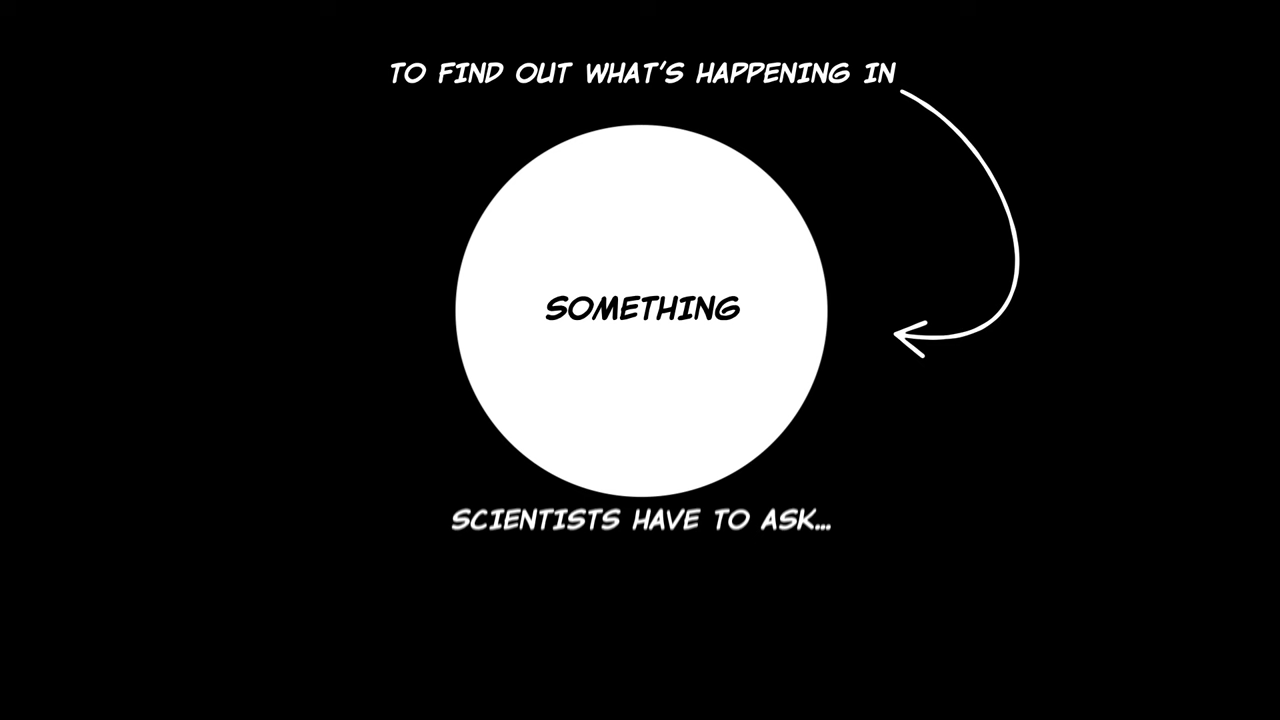 TO FIND OUT WHAT'S HAPPENING IN
SOMETHING
SCIENTISTS HAVE TO ASK...